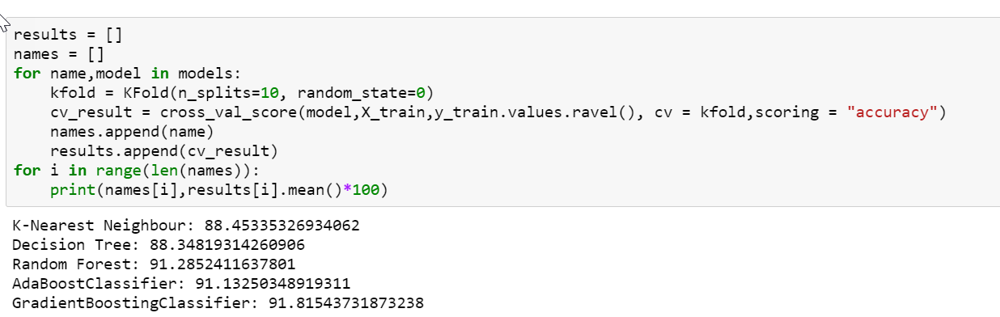 results = []
names = []
for name,model in models:
    kfold = KFold(n_splits=10, random_state=0)
    cv_result = cross_val_score(model,X_train,y_train.values.ravel(), cv = kfold,scoring = "accuracy")
    names.append(name)
    results.append(cv_result)
for i in range(len(names)):
    print(names[i],results[i].mean()*100)
K-Nearest Neighbour: 88.45335326934062
Decision Tree: 88.34819314260906
Random Forest: 91.2852411637801
AdaBoostClassifier: 91.13250348919311
GradientBoostingClassifier: 91.81543731873238